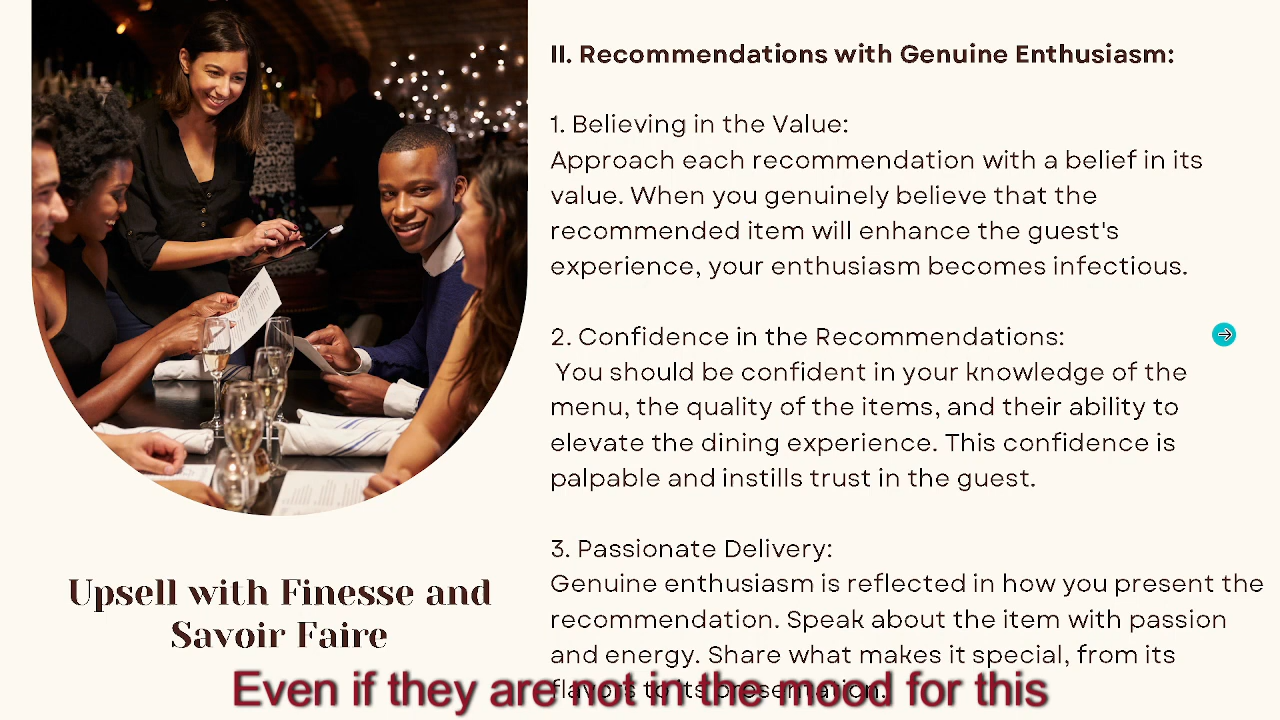 II. Recommendations with Genuine Enthusiasm:
1. Believing in the Value:
Approach each recommendation with a belief in its
value. When you genuinely believe that the
recommended item will enhance the guest's
experience, your enthusiasm becomes infectious.
2. Confidence in the Recommendations:
You should be confident in your knowledge of the
menu, the quality of the items, and their ability to
elevate the dining experience. This confidence is
palpable and instills trust in the guest.
3. Passionate Delivery:
Genuine enthusiasm is reflected in how you present the
recommendation. Speak about the item with passion
and energy. Share what makes it special, from its
flavors to its presentation.
Upsell with Finesse and
Savoir Faire
Even if they are not in the mood for this